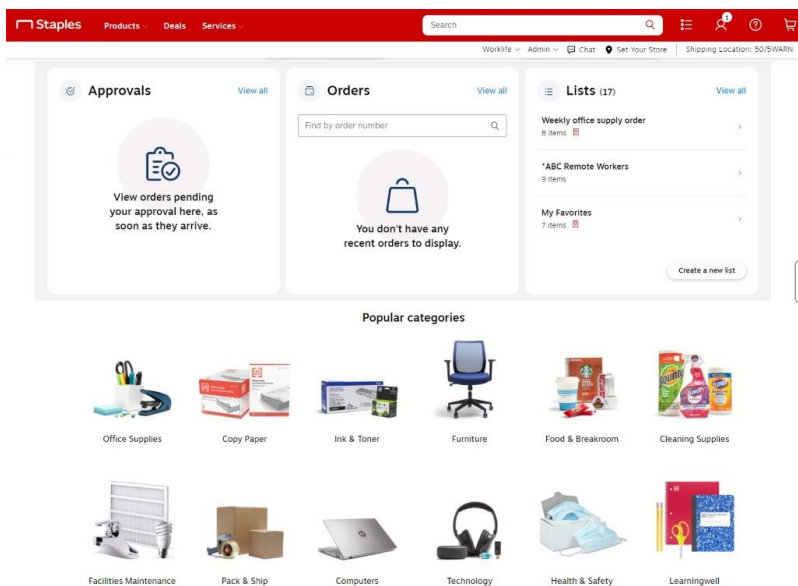 Staples
Products
Deals
Services
Search
1
Worklife
Admin
Chat
Set Your Store
Shipping Location: 50/5WARN
Approvals
View all
View orders pending
your approval here, as
soon as they arrive.
Orders
View all
Find by order number
You don't have any
recent orders to display.
Lists (17)
View all
Weekly office supply order
8 items
*ABC Remote Workers
9 items
My Favorites
7 items
Create a new list
Popular categories
Office Supplies
Copy Paper
Ink & Toner
Furniture
Food & Breakroom
Cleaning Supplies
Bounty
Facilities Maintenance
Pack & Ship
Computers
Technology
Health & Safety
Learningwell